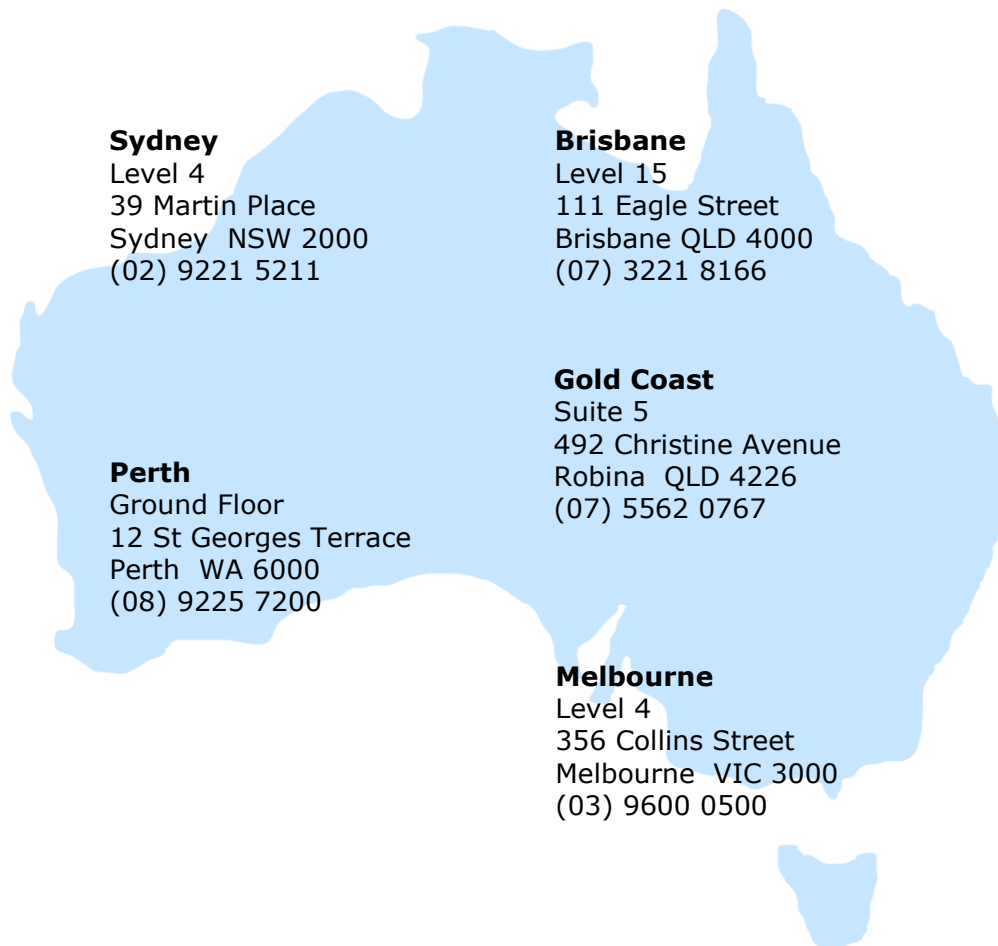 Sydney
Level 4
39 Martin Place
Sydney  NSW 2000
(02) 9221 5211
Brisbane
Level 15
111 Eagle Street
Brisbane QLD 4000
(07) 3221 8166
Gold Coast
Suite 5
492 Christine Avenue
Robina  QLD 4226
(07) 5562 0767
Perth
Ground Floor
12 St Georges Terrace
Perth  WA 6000
(08) 9225 7200
Melbourne
Level 4
356 Collins Street
Melbourne  VIC 3000
(03) 9600 0500